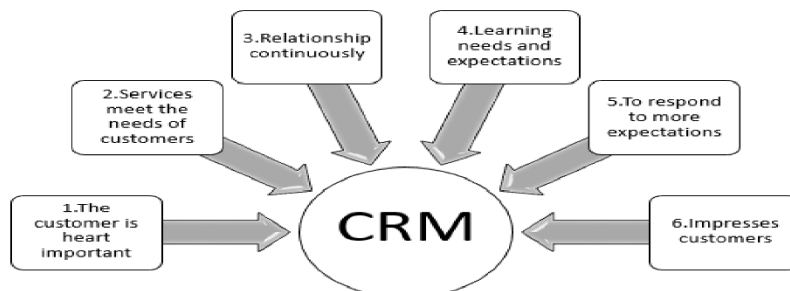 1.The
customer is
heart
important
2.Services
meet the
needs of
customers
3.Relationship
continuously
4.Learning
needs and
expectations
5.To respond
to more
expectations
6.Impresses
customers
CRM